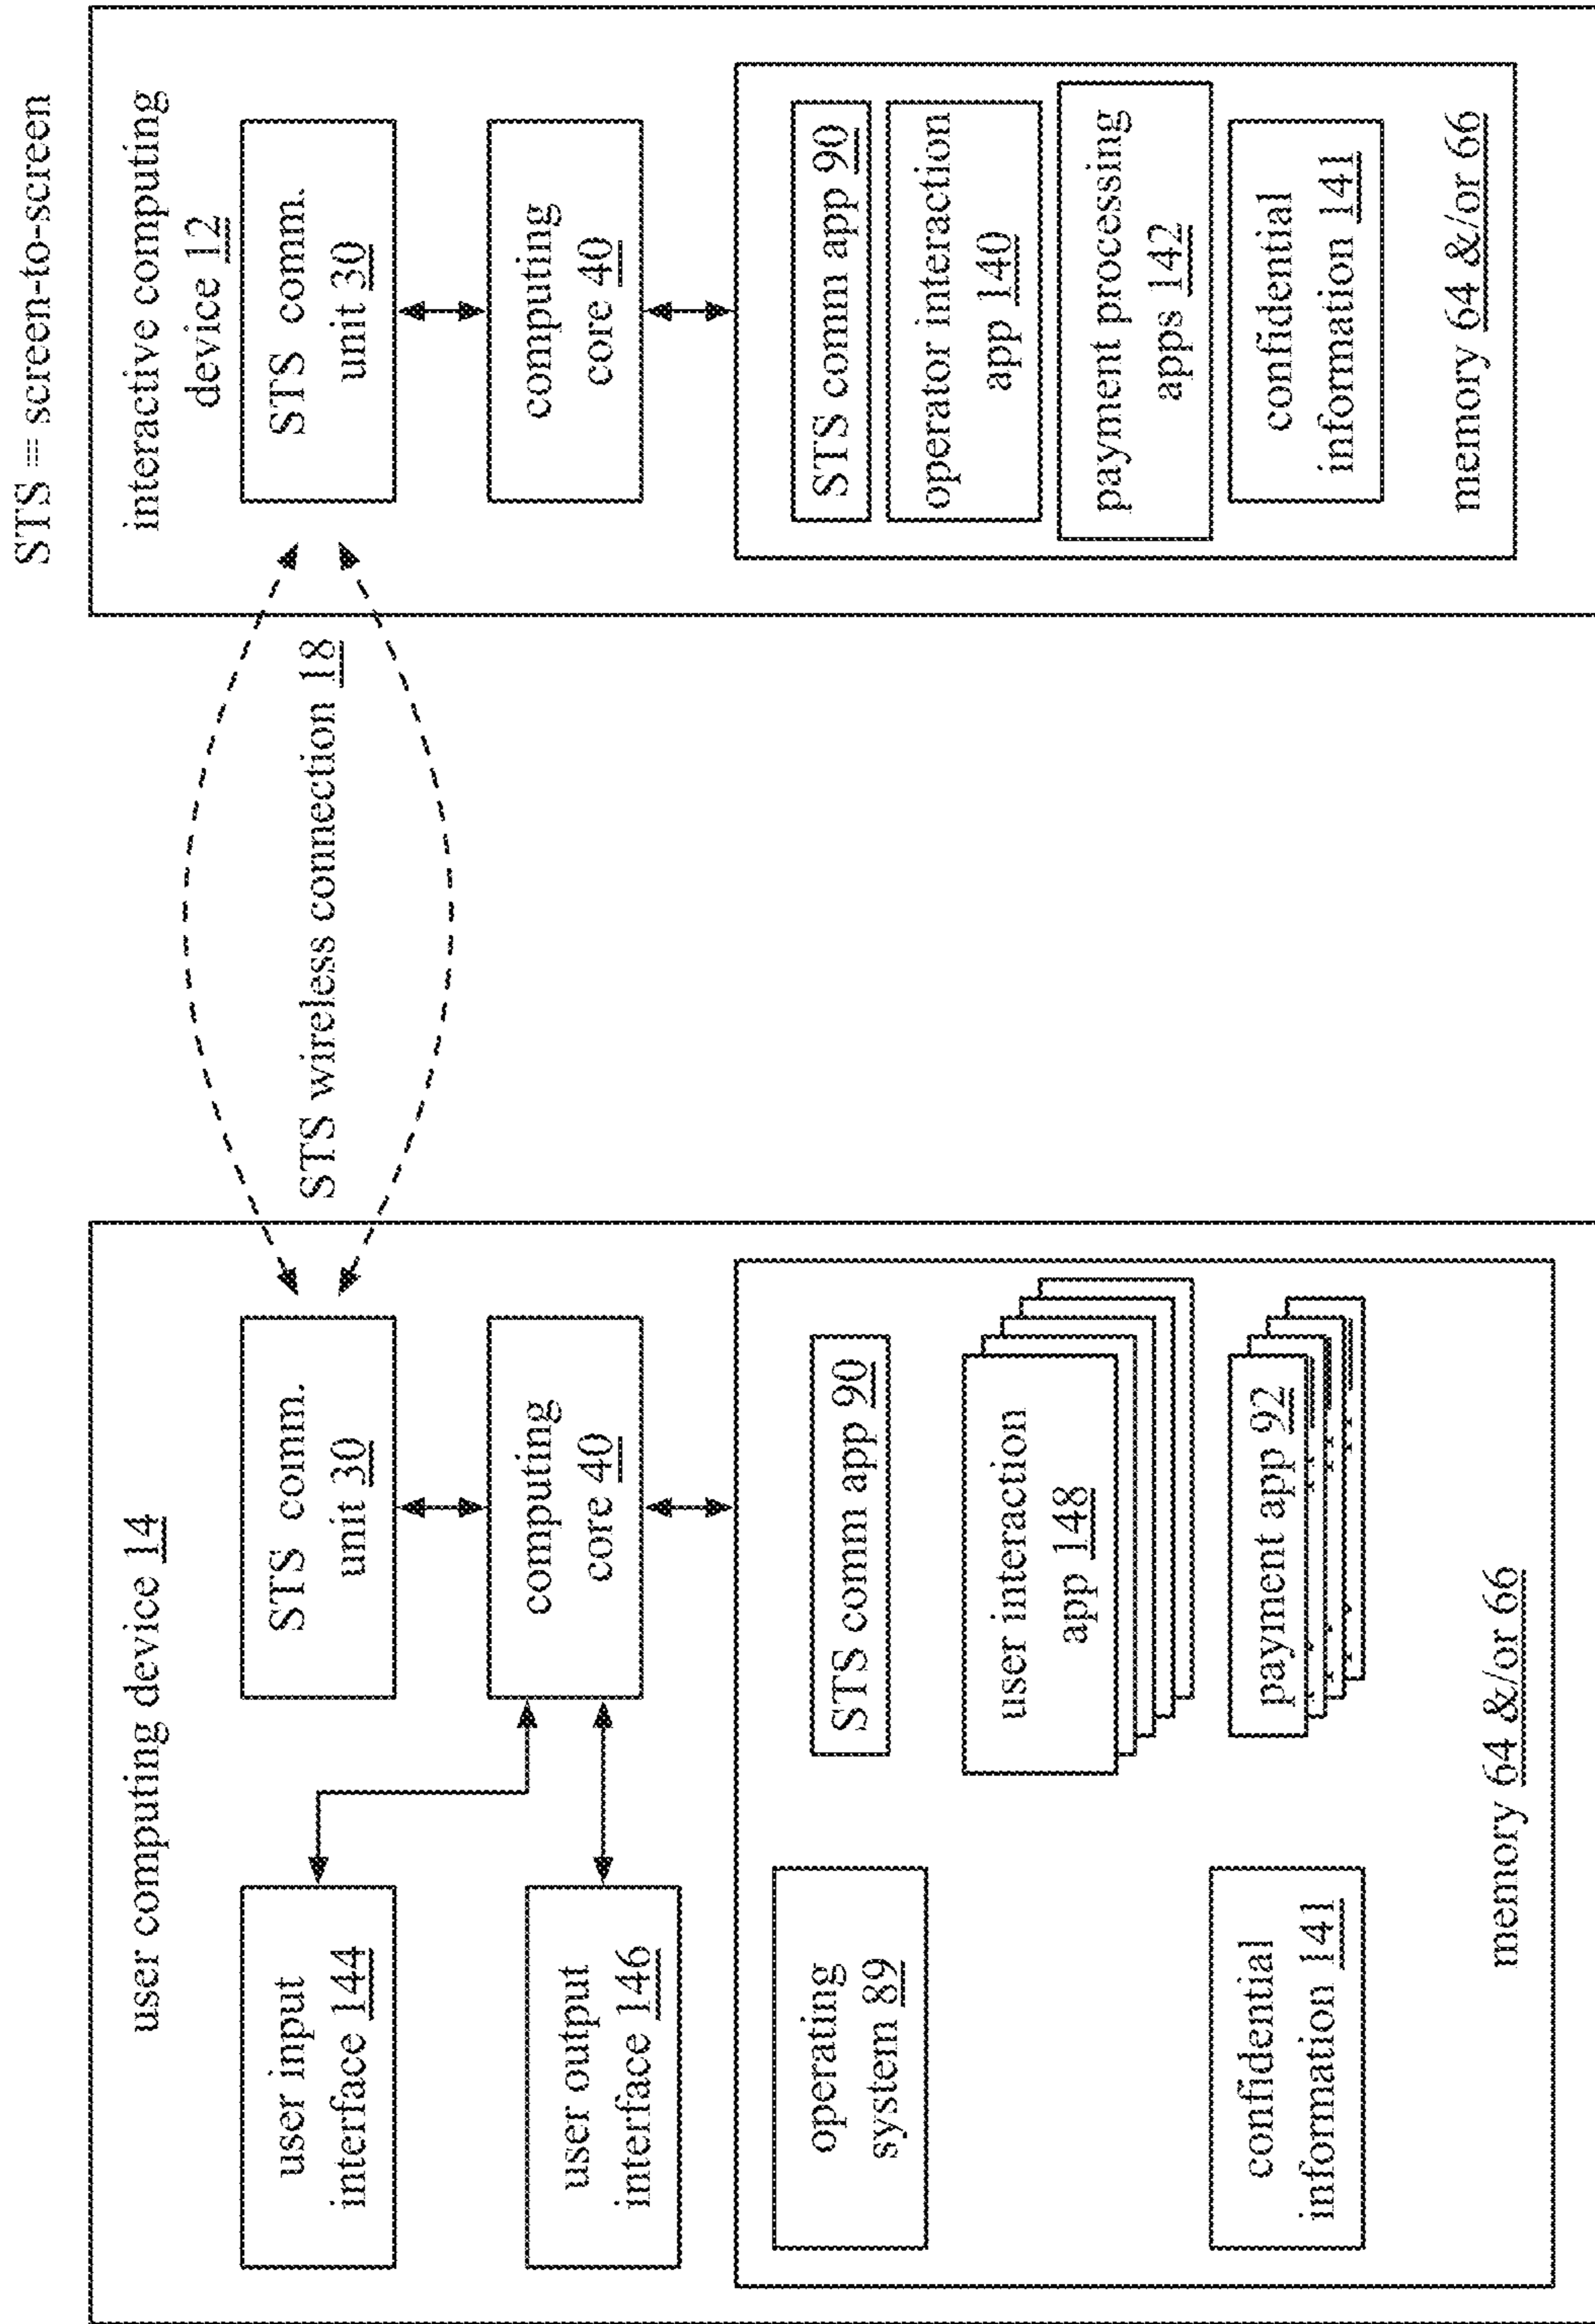 STS = screen-to-screen
user computing device 14
user input
interface 144
user output
interface 146
STS comm.
unit 30
computing
core 40
operating
system 89
confidential
information 141
STS comm app 90
user interaction
app 148
payment app 92
memory 64 &/or 66
STS wireless connection 18
interactive computing
device 12
STS comm.
unit 30
computing
core 40
STS comm app 90
operator interaction
app 140
payment processing
apps 142
confidential
information 141
memory 64 &/or 66